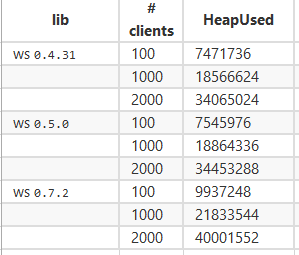 lib # clients HeapUsed
ws 0.4.31 100 7471736
1000 18566624
2000 34065024
ws 0.5.0 100 7545976
1000 18864336
2000 34453288
ws 0.7.2 100 9937248
1000 21833544
2000 40001552